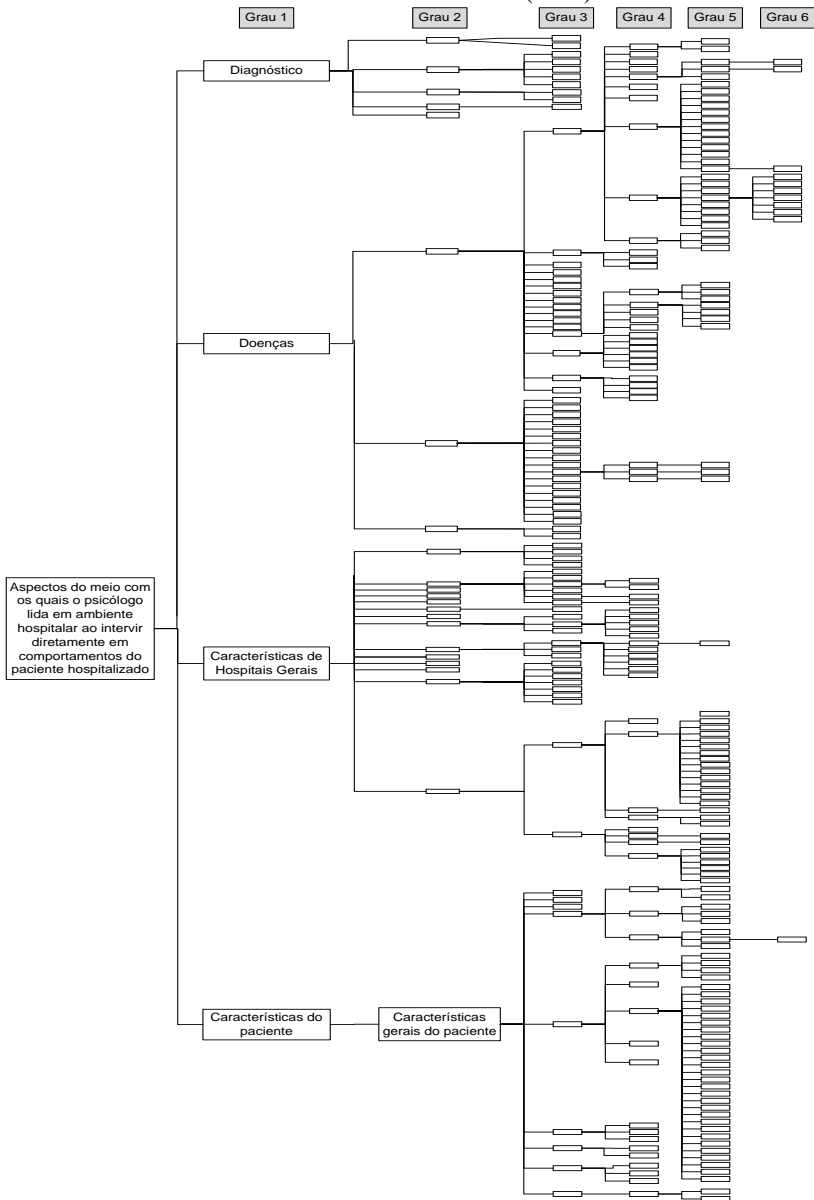 Grau 1
Grau 2
Grau 3
Grau 4
Grau 5
Grau 6
Diagnóstico
Doenças
Aspectos do meio com
os quais o psicólogo
lida em ambiente
hospitalar ao intervir
diretamente em
comportamentos do
paciente hospitalizado
Características de
Hospitais Gerais
Características do
paciente
Características
gerais do paciente